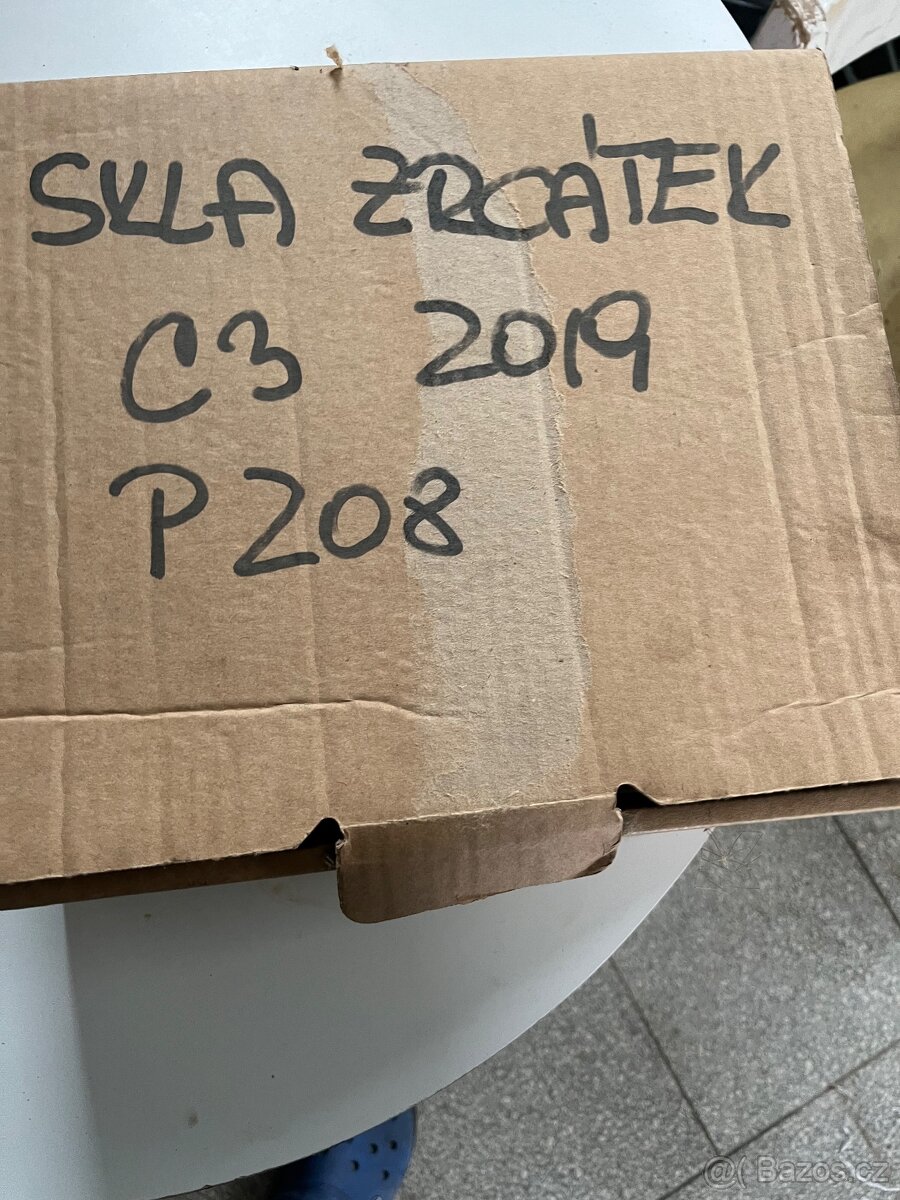 SKLA ZRCÁTEK
C3 2019
P208
@( Bazos.cz